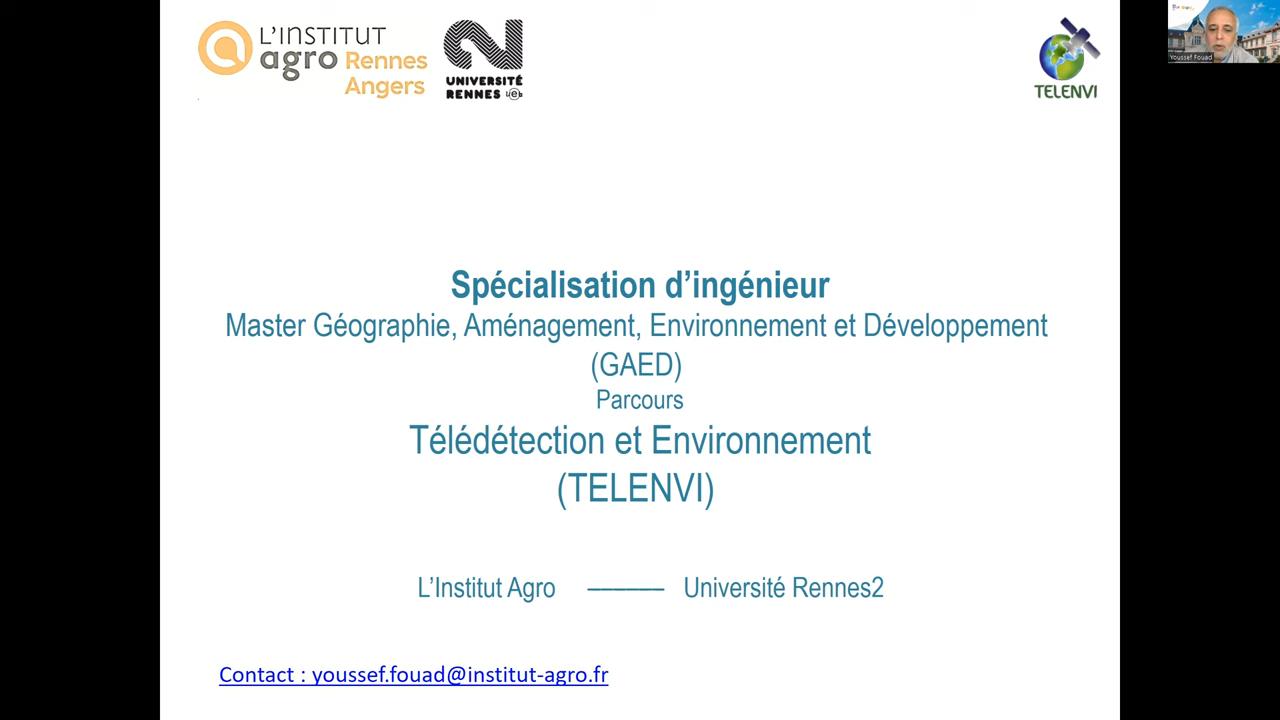 L'INSTITUT
agro Rennes
Angers
UNIVERSITÉ
RENNES ueb
TELENVI
Youssef Fouad
Spécialisation d'ingénieur
Master Géographie, Aménagement, Environnement et Développement
(GAED)
Parcours
Télédétection et Environnement
(TELENVI)
L'Institut Agro ——— Université Rennes2
Contact : youssef.fouad@institut-agro.fr